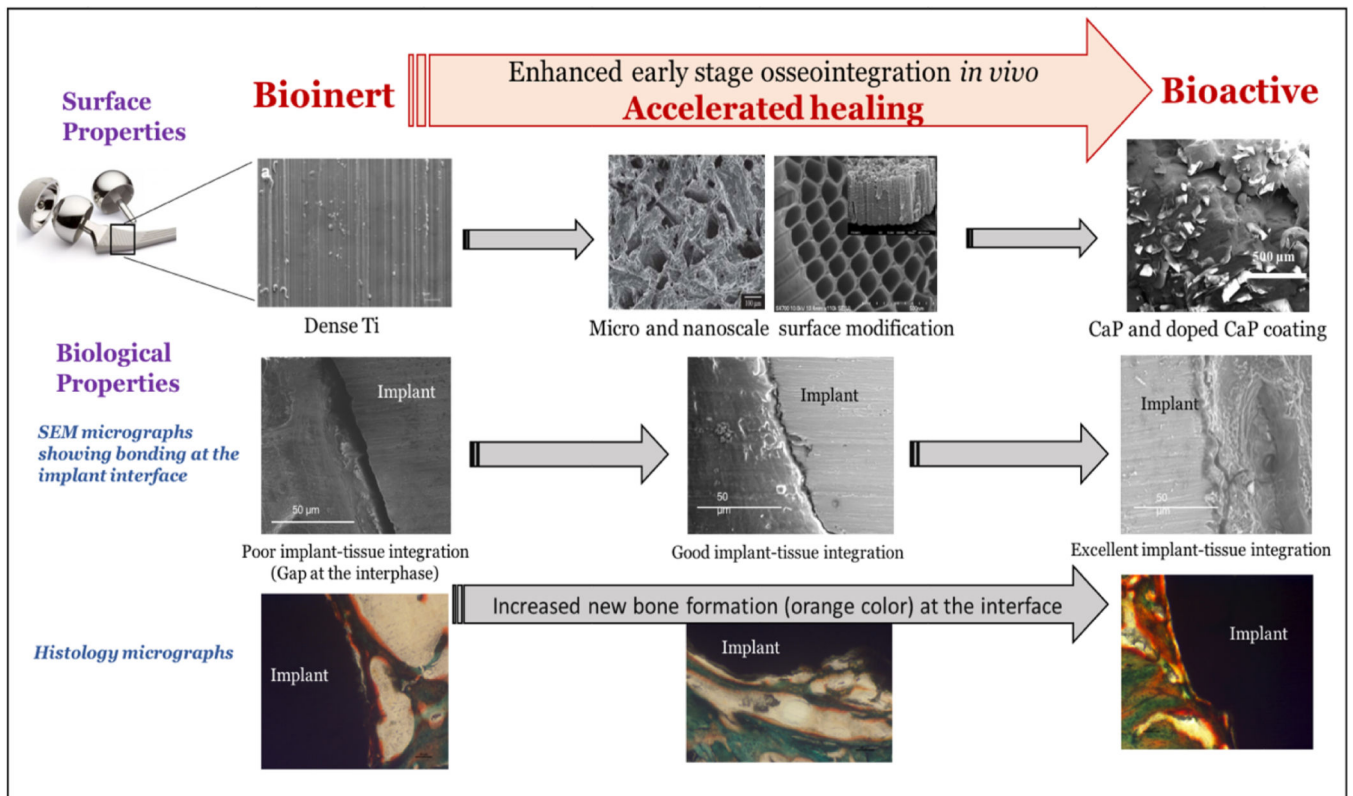 Enhanced early stage osseointegration in vivo
Accelerated healing
Bioinert
Bioactive
Surface
Properties
a
100 µm
500 µm
Dense Ti
Micro and nanoscale surface modification
CaP and doped CaP coating
Biological
Properties
SEM micrographs
showing bonding at the
implant interface
Implant
50 µm
Implant
50
µm
Implant
50
µm
Poor implant-tissue integration
(Gap at the interphase)
Good implant-tissue integration
Excellent implant-tissue integration
Increased new bone formation (orange color) at the interface
Histology micrographs
Implant
Implant
Implant